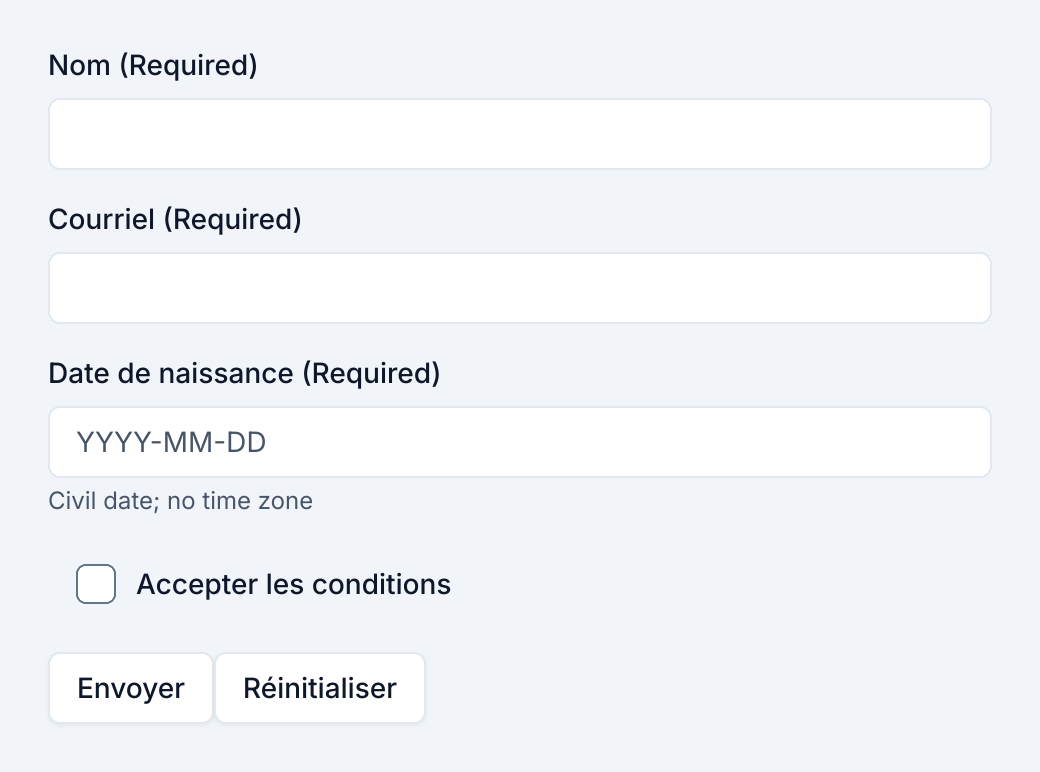 Nom (Required)
Courriel (Required)
Date de naissance (Required)
YYYY-MM-DD
Civil date; no time zone
Accepter les conditions
Envoyer Réinitialiser